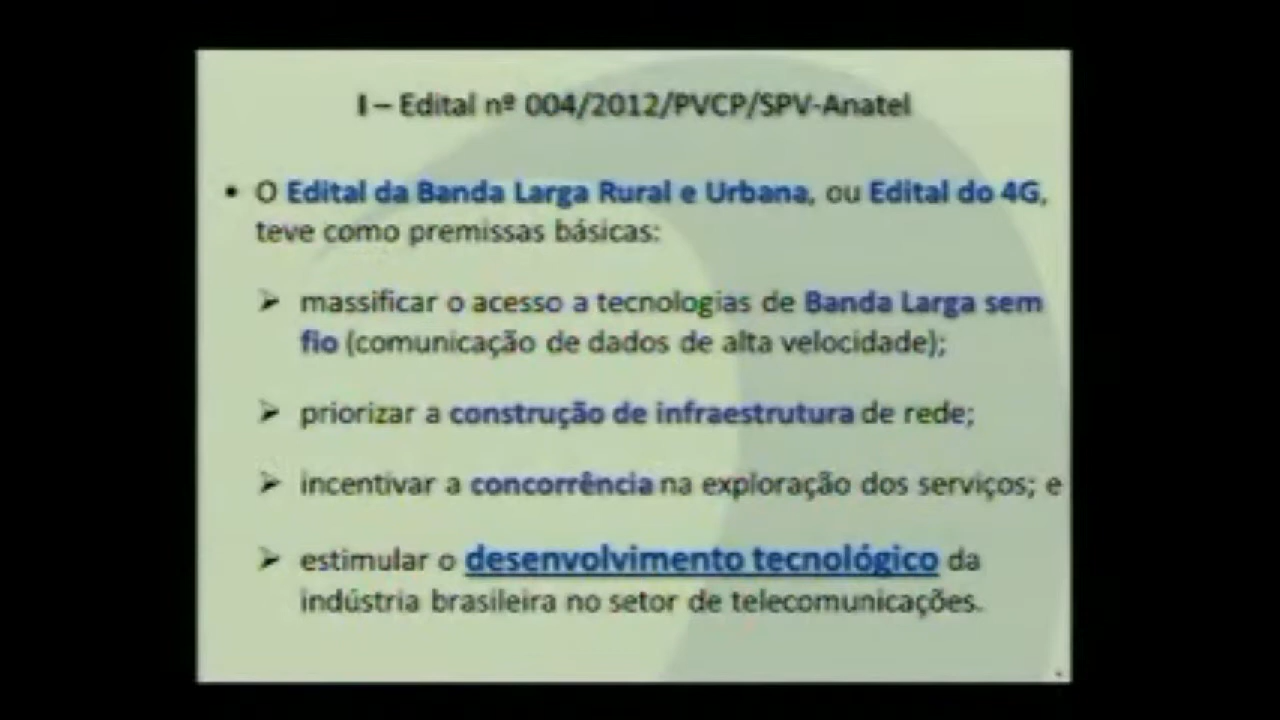 I – Edital nº 004/2012/PVCP/SPV-Anatel
• O Edital da Banda Larga Rural e Urbana, ou Edital do 4G,
teve como premissas básicas:
➢ massificar o acesso a tecnologias de Banda Larga sem
fio (comunicação de dados de alta velocidade);
➢ priorizar a construção de infraestrutura de rede;
➢ incentivar a concorrência na exploração dos serviços; e
➢ estimular o desenvolvimento tecnológico da
indústria brasileira no setor de telecomunicações.